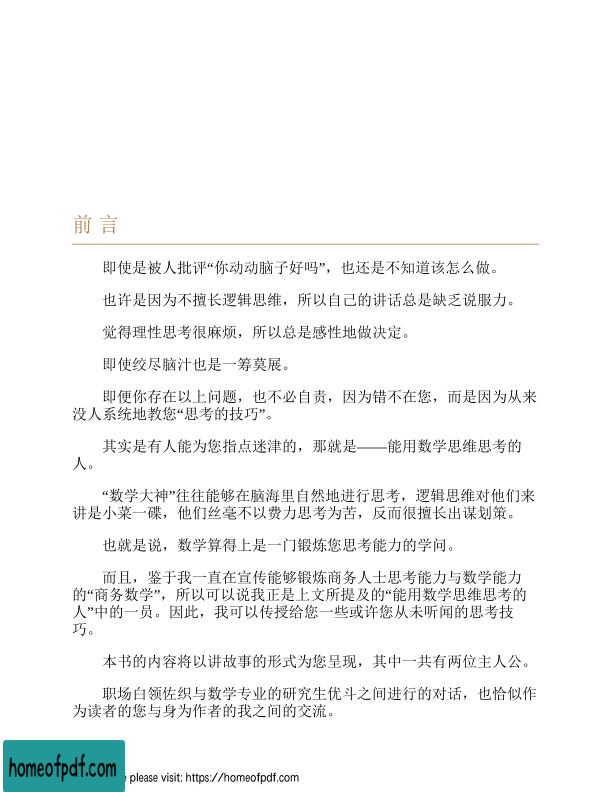 前言
即使是被人批评“你动动脑子好吗”，也还是不知道该怎么做。
也许是因为不擅长逻辑思维，所以自己的讲话总是缺乏说服力。
觉得理性思考很麻烦，所以总是感性地做决定。
即使绞尽脑汁也是一筹莫展。
即便你存在以上问题，也不必自责，因为错不在您，而是因为从来
没人系统地教您“思考的技巧”。
其实是有人能为您指点迷津的，那就是——能用数学思维思考的
人。
“数学大神”往往能够在脑海里自然地进行思考，逻辑思维对他们来
讲是小菜一碟，他们丝毫不以费力思考为苦，反而很擅长出谋划策。
也就是说，数学算得上是一门锻炼您思考能力的学问。
而且，鉴于我一直在宣传能够锻炼商务人士思考能力与数学能力
的“商务数学”，所以可以说我正是上文所提及的“能用数学思维思考的
人”中的一员。因此，我可以传授给您一些或许您从未听闻的思考技
巧。
本书的内容将以讲故事的形式为您呈现，其中一共有两位主人公。
职场白领佐织与数学专业的研究生优斗之间进行的对话，也恰似作
为读者的您与身为作者的我之间的交流。
homeofpdf.com
e please visit: https://homeofpdf.com